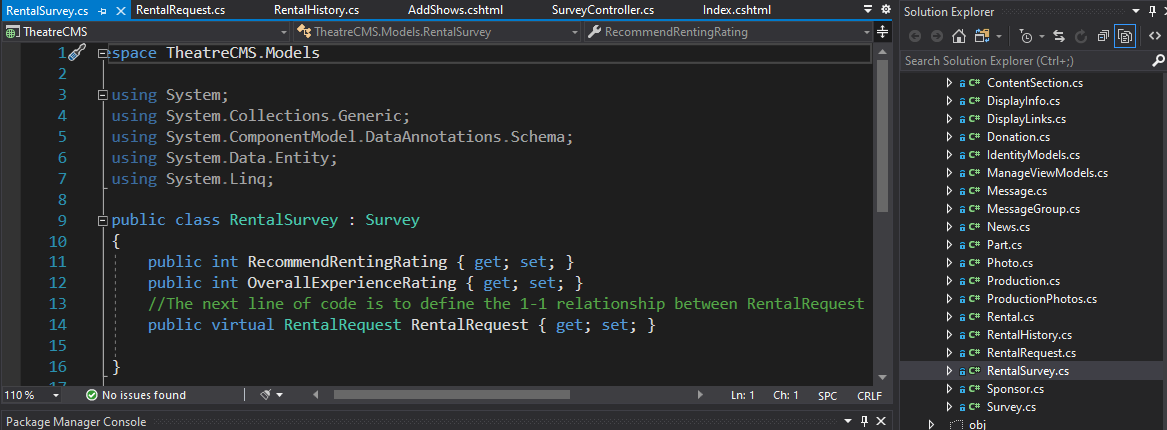 RentalSurvey.cs RentalRequest.cs RentalHistory.cs AddShows.cshtml SurveyController.cs Index.cshtml
TheatreCMS TheatreCMS.Models.RentalSurvey RecommendRentingRating
1 espace TheatreCMS.Models
2
3 using System;
4 using System.Collections.Generic;
5 using System.ComponentModel.DataAnnotations.Schema;
6 using System.Data.Entity;
7 using System.Linq;
8
9 public class RentalSurvey : Survey
10 {
11 public int RecommendRentingRating { get; set; }
12 public int OverallExperienceRating { get; set; }
13 //The next line of code is to define the 1-1 relationship between RentalRequest
14 public virtual RentalRequest RentalRequest { get; set; }
15
16 }
17
110 % No issues found Ln: 1 Ch: 1 SPC CRLF
Package Manager Console
Solution Explorer
Search Solution Explorer (Ctrl+;)
C# ContentSection.cs
C# DisplayInfo.cs
C# DisplayLinks.cs
C# Donation.cs
C# IdentityModels.cs
C# ManageViewModels.cs
C# Message.cs
C# MessageGroup.cs
C# News.cs
C# Part.cs
C# Photo.cs
C# Production.cs
C# ProductionPhotos.cs
C# Rental.cs
C# RentalHistory.cs
C# RentalRequest.cs
C# RentalSurvey.cs
C# Sponsor.cs
C# Survey.cs
obj